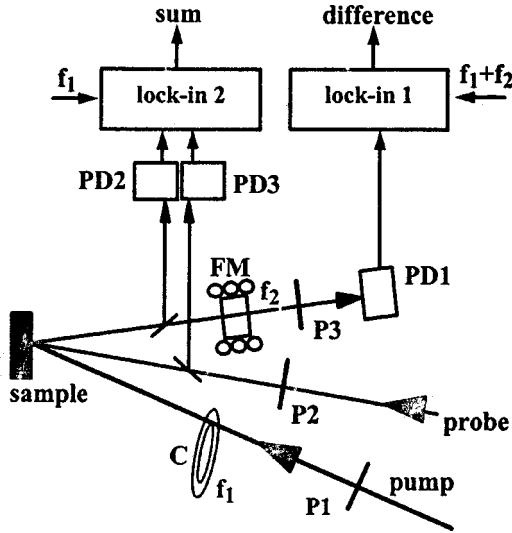 sum
difference
f1
lock-in 2
lock-in 1
f1+f2
PD2
PD3
FM
f2
PD1
P3
sample
P2
probe
C
f1
P1
pump